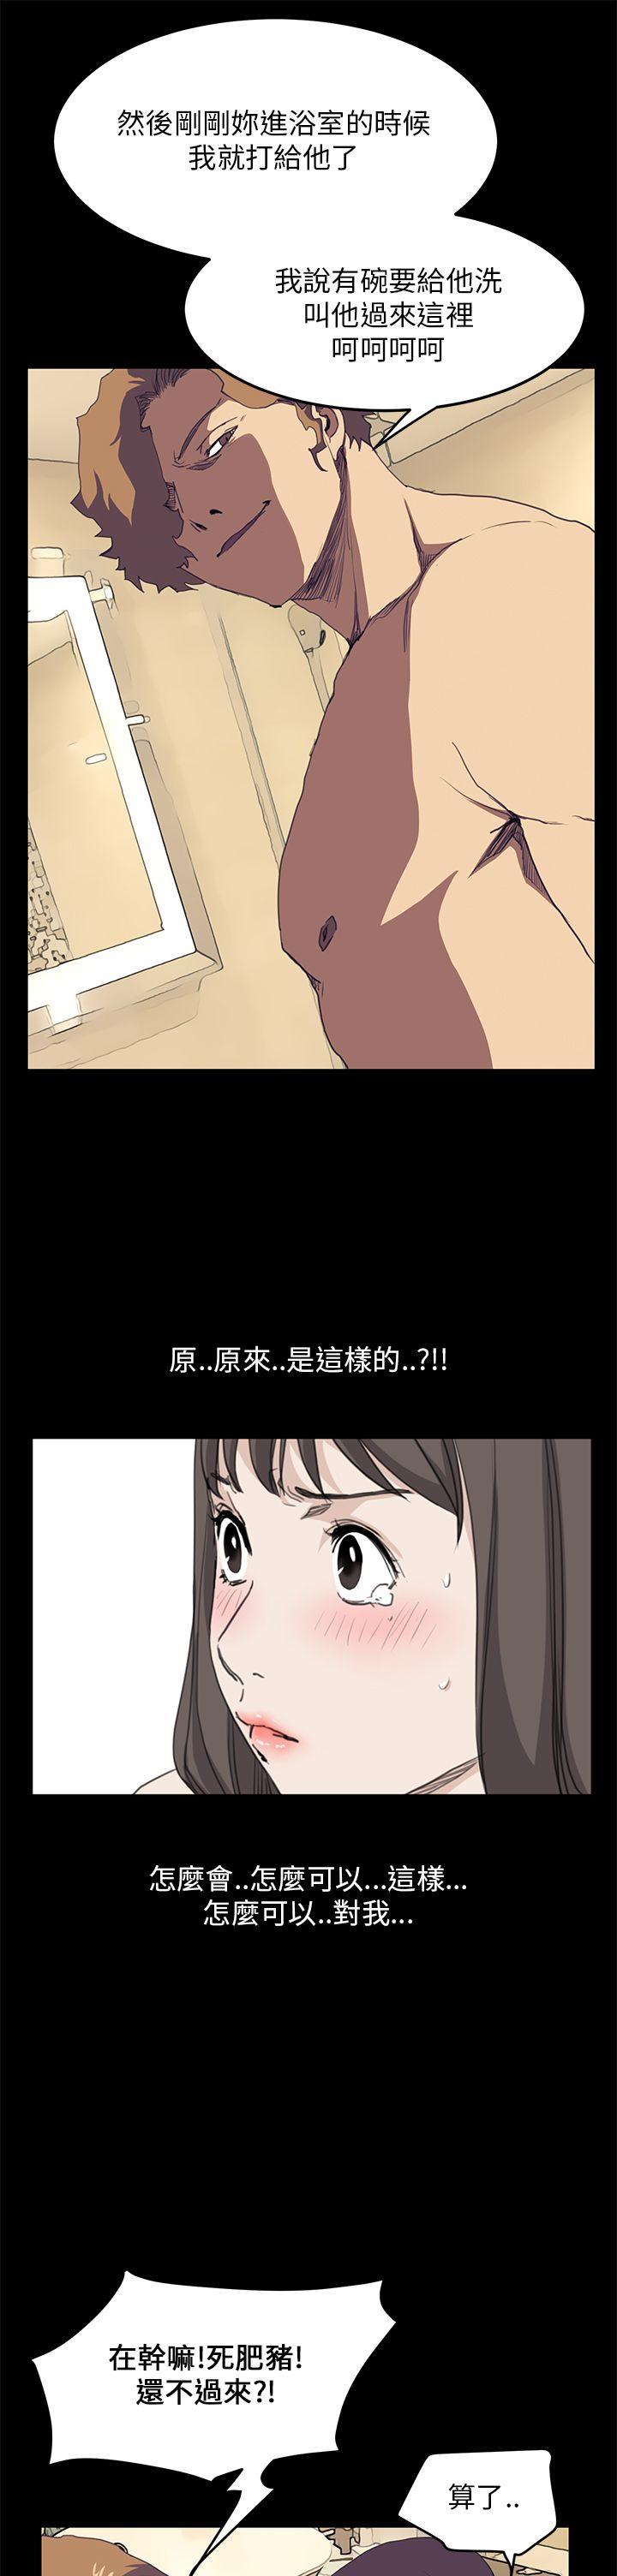 然後剛剛妳進浴室的時候
我就打給他了
我說有碗要給他洗
叫他過來這裡
呵呵呵呵
原..原來..是這樣的..?!!
怎麼會..怎麼可以...這樣...
怎麼可以..對我...
在幹嘛!死肥豬!
還不過來?!
算了..